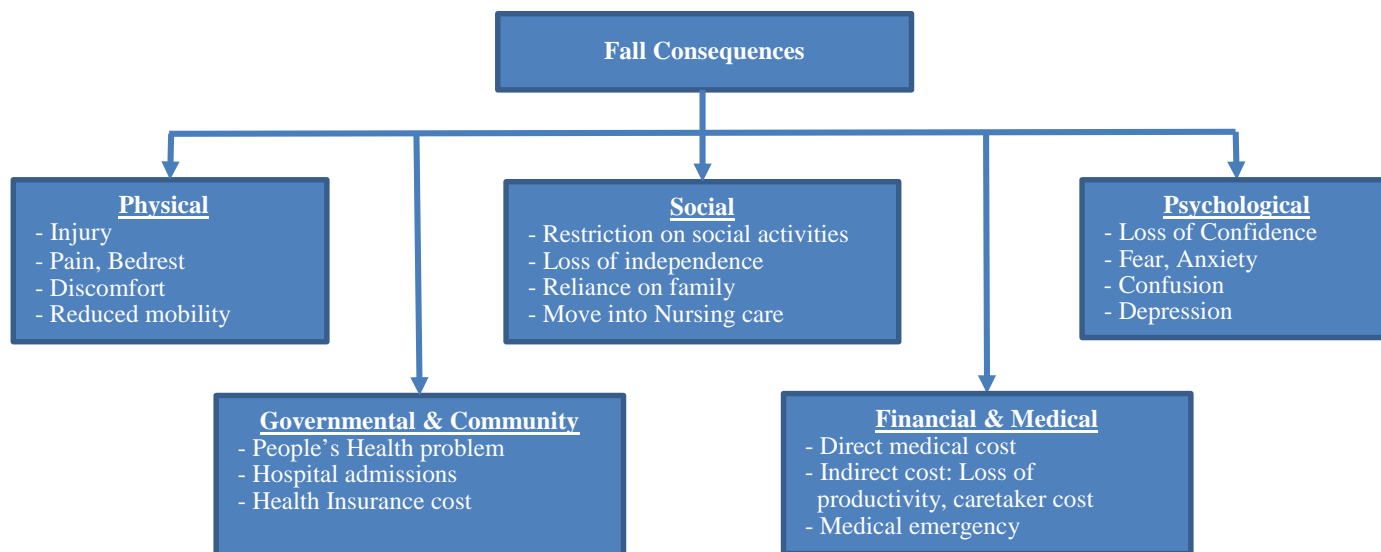 Fall Consequences
Physical
- Injury
- Pain, Bedrest
- Discomfort
- Reduced mobility
Social
- Restriction on social activities
- Loss of independence
- Reliance on family
- Move into Nursing care
Psychological
- Loss of Confidence
- Fear, Anxiety
- Confusion
- Depression
Governmental & Community
- People’s Health problem
- Hospital admissions
- Health Insurance cost
Financial & Medical
- Direct medical cost
- Indirect cost: Loss of
productivity, caretaker cost
- Medical emergency